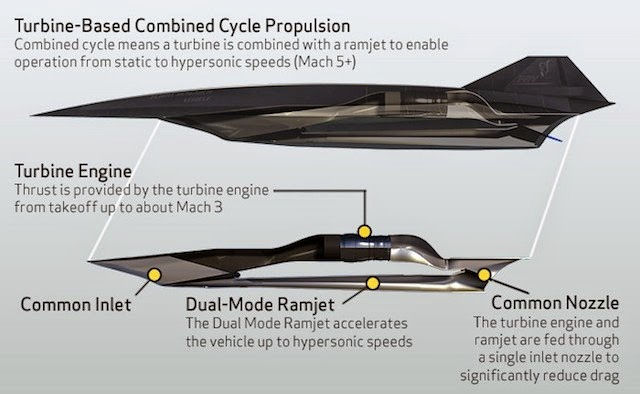 Turbine-Based Combined Cycle Propulsion
Combined cycle means a turbine is combined with a ramjet to enable
operation from static to hypersonic speeds (Mach 5+)
Turbine Engine
Thrust is provided by the turbine engine
from takeoff up to about Mach 3
Common Inlet
Dual-Mode Ramjet
The Dual Mode Ramjet accelerates
the vehicle up to hypersonic speeds
Common Nozzle
The turbine engine and
ramjet are fed through
a single inlet nozzle to
significantly reduce drag